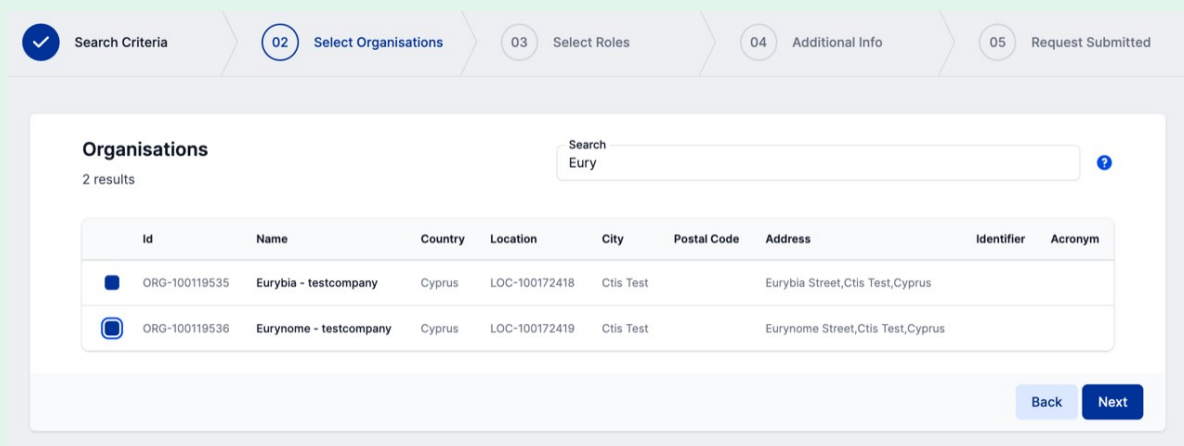 Search Criteria
02 Select Organisations
03 Select Roles
04 Additional Info
05 Request Submitted
Organisations
2 results
Search
Eury
?
Id Name Country Location City Postal Code Address Identifier Acronym
ORG-100119535 Eurybia - testcompany Cyprus LOC-100172418 Ctis Test Eurybia Street,Ctis Test,Cyprus
ORG-100119536 Eurynome - testcompany Cyprus LOC-100172419 Ctis Test Eurynome Street,Ctis Test,Cyprus
Back Next